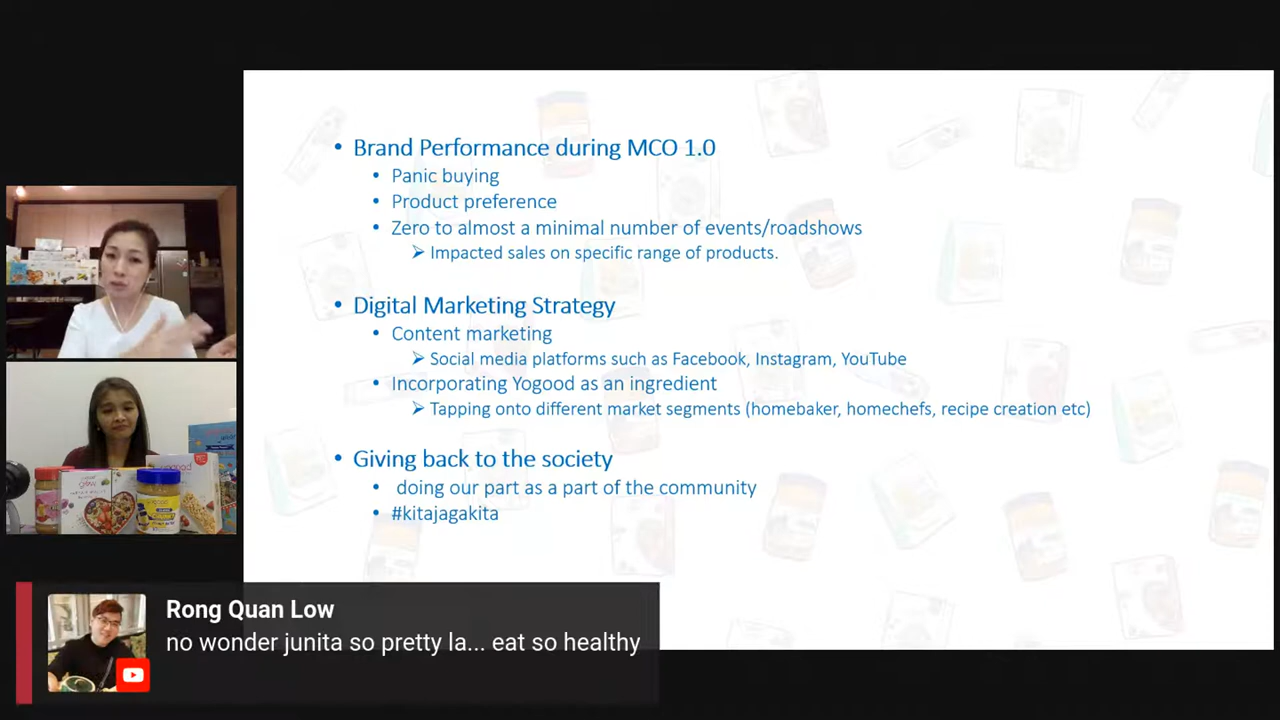 • Brand Performance during MCO 1.0
• Panic buying
• Product preference
• Zero to almost a minimal number of events/roadshows
➢ Impacted sales on specific range of products.
• Digital Marketing Strategy
• Content marketing
➢ Social media platforms such as Facebook, Instagram, YouTube
• Incorporating Yogood as an ingredient
➢ Tapping onto different market segments (homebaker, homechefs, recipe creation etc)
• Giving back to the society
• doing our part as a part of the community
• #kitajagakita
Rong Quan Low
no wonder junita so pretty la... eat so healthy